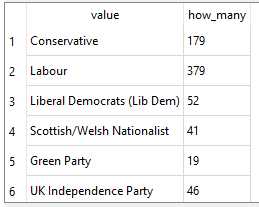 value how_many
1 Conservative 179
2 Labour 379
3 Liberal Democrats (Lib Dem) 52
4 Scottish/Welsh Nationalist 41
5 Green Party 19
6 UK Independence Party 46